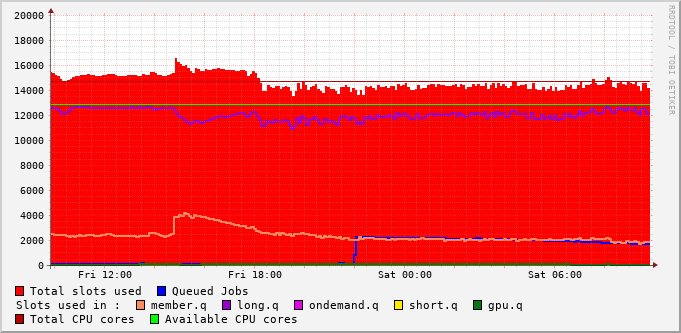 20000
18000
16000
14000
12000
10000
8000
6000
4000
2000
0
Fri 12:00 Fri 18:00 Sat 00:00 Sat 06:00
RRDTOOL / TOBI OETIKER
Total slots used Queued Jobs
Slots used in : member.q long.q ondemand.q short.q gpu.q
Total CPU cores Available CPU cores